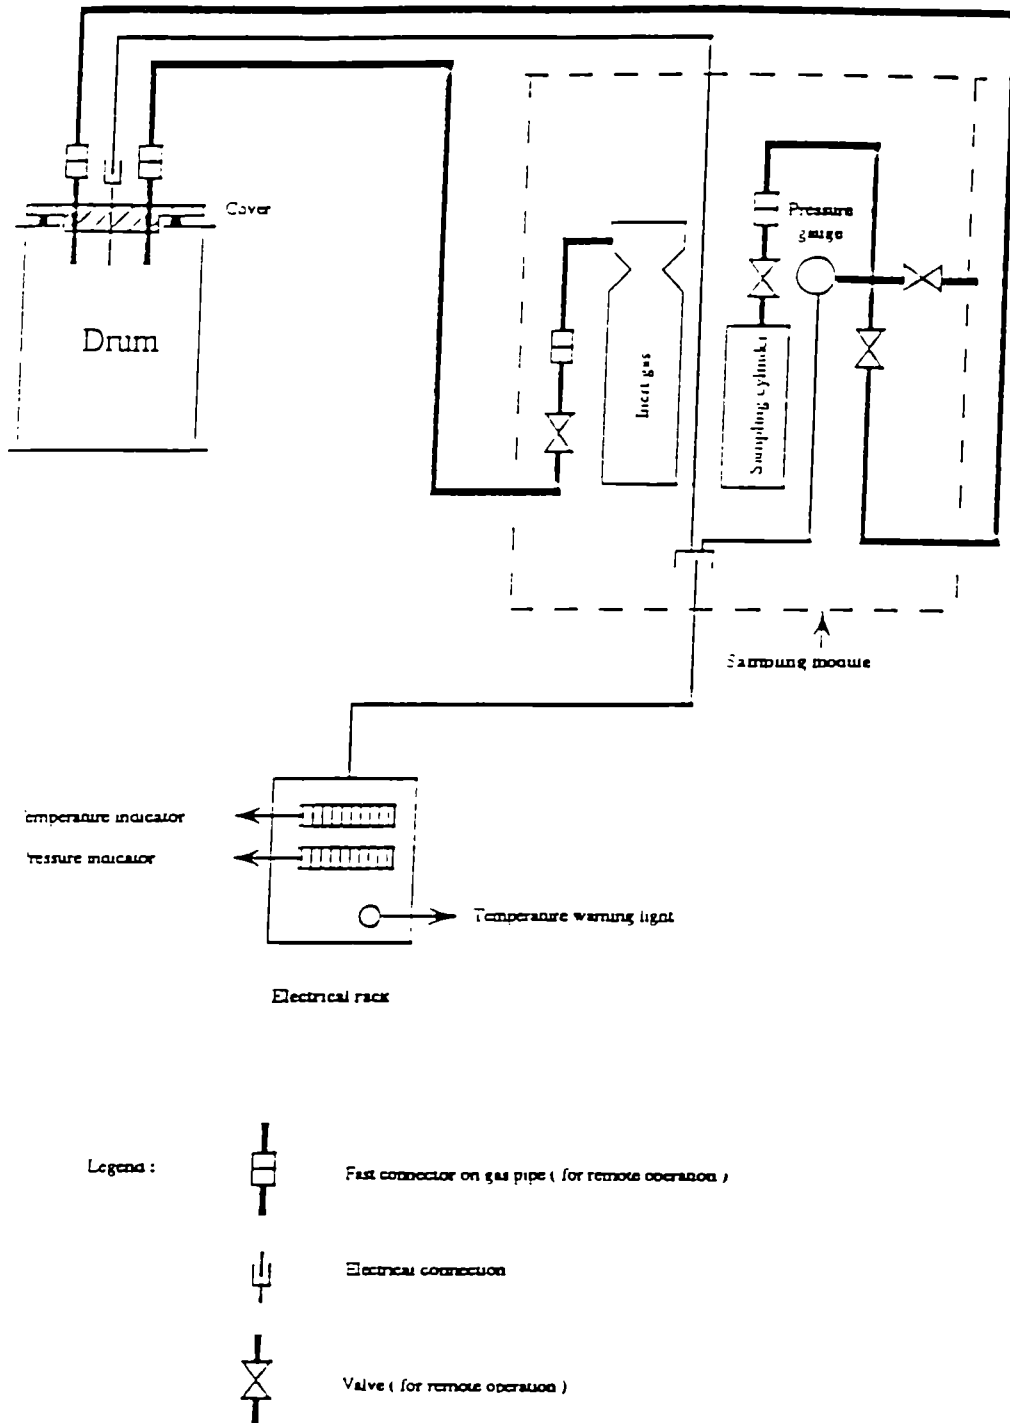 Cover
Pressure
gauge
Drum
Inert gas
Sampling cylinder
Sampling module
Temperature indicator
Pressure indicator
Temperature warning light
Electrical rack
Legend :
Fast connector on gas pipe ( for remote operation )
Electrical connection
Valve ( for remote operation )